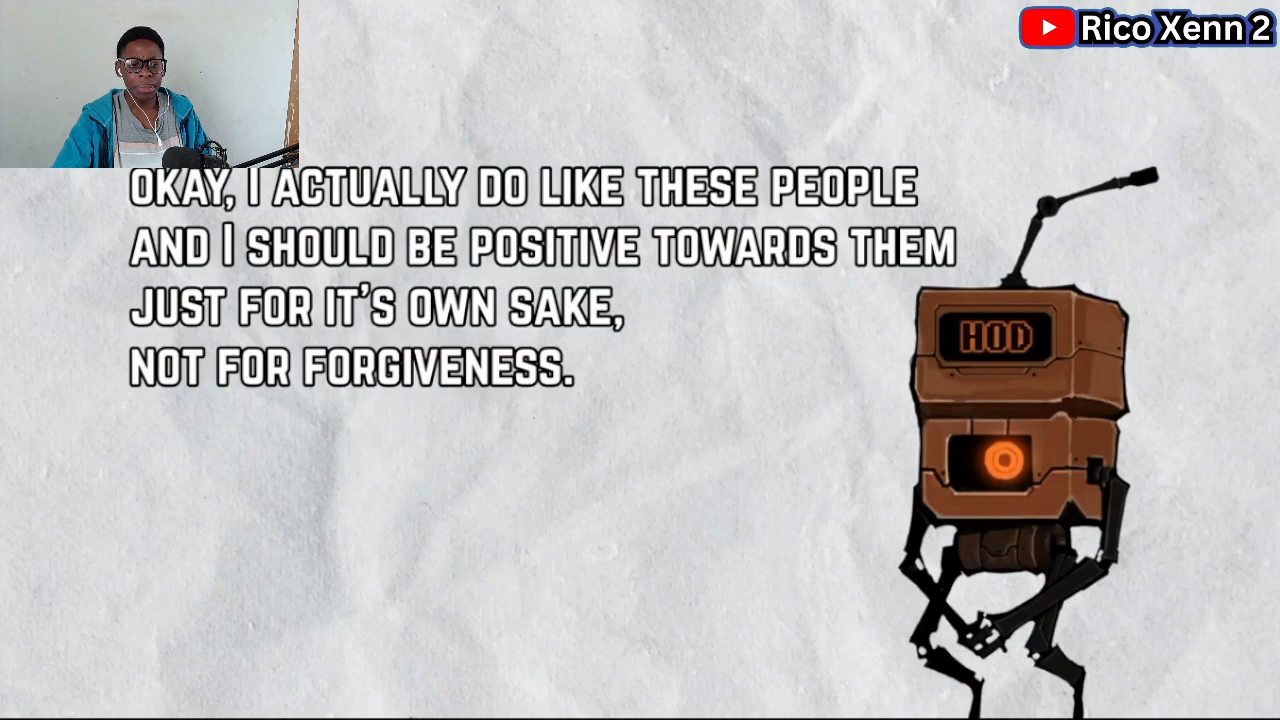 Rico Xenn 2
OKAY, I ACTUALLY DO LIKE THESE PEOPLE
AND I SHOULD BE POSITIVE TOWARDS THEM
JUST FOR IT'S OWN SAKE,
NOT FOR FORGIVENESS.
HOD